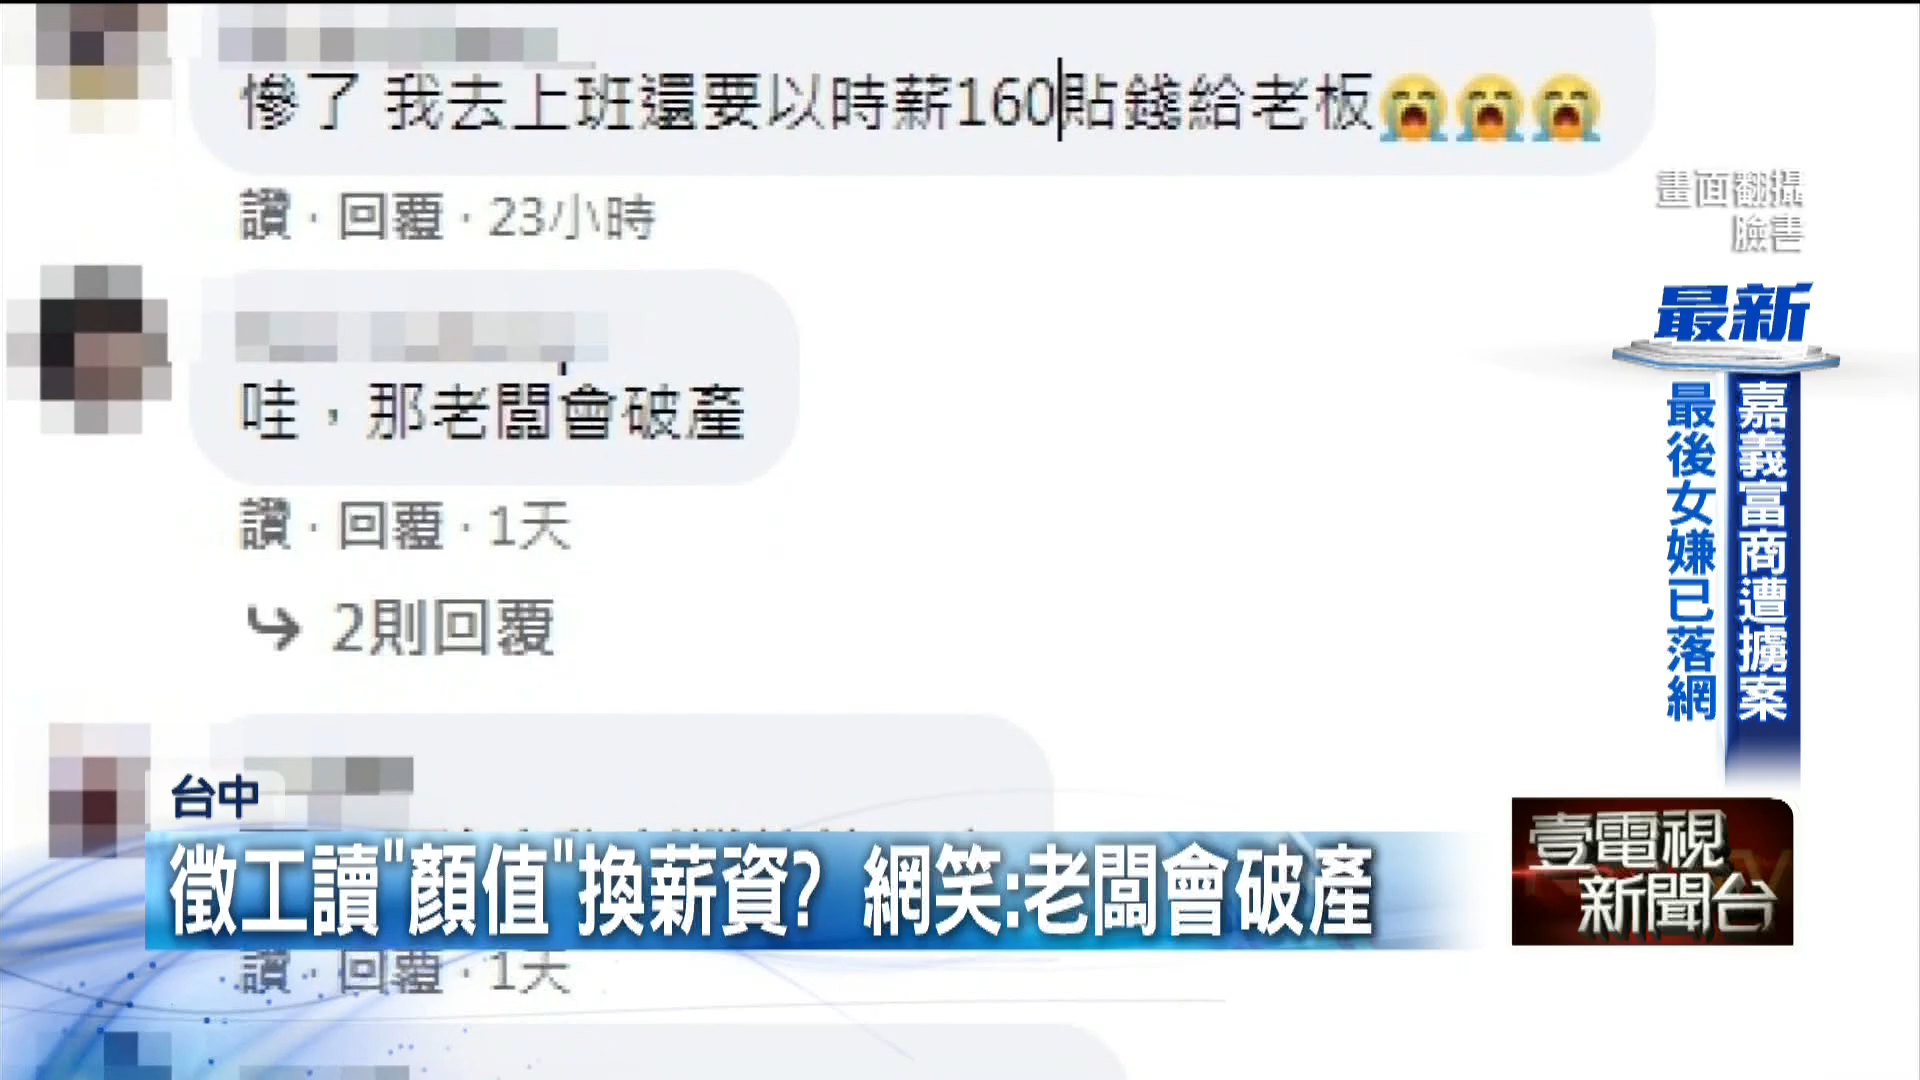 慘了 我去上班還要以時薪160貼錢給老板😭😭😭
讚·回覆·23小時
哇，那老闆會破產
讚·回覆·1天
2則回覆
讚·回覆·1天
畫面翻攝
臉書
最新
嘉義富商遭擄案
最後女嫌已落網
台中
徵工讀"顏值"換薪資? 網笑:老闆會破產
壹電視
新聞台